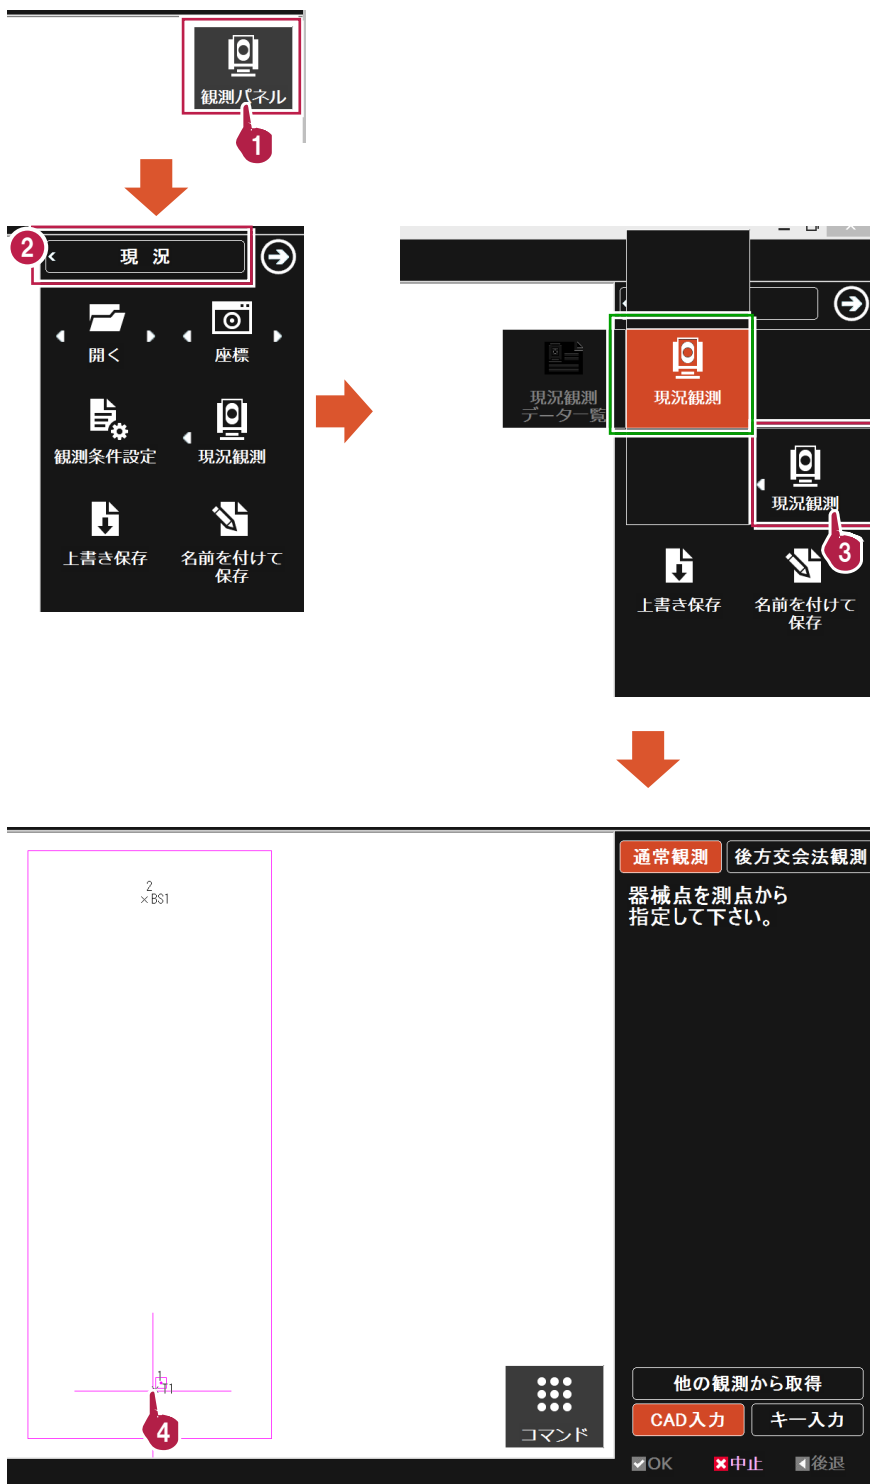 観測パネル
1
2
現 況
開く
座標
観測条件設定
現況観測
上書き保存
名前を付けて
保存
現況観測
データ一覧
現況観測
現況観測
3
上書き保存
名前を付けて
保存
通常観測
後方交会法観測
器械点を測点から
指定して下さい。
2
×BS1
1
4
コマンド
他の観測から取得
CAD入力
キー入力
OK
中止
後退